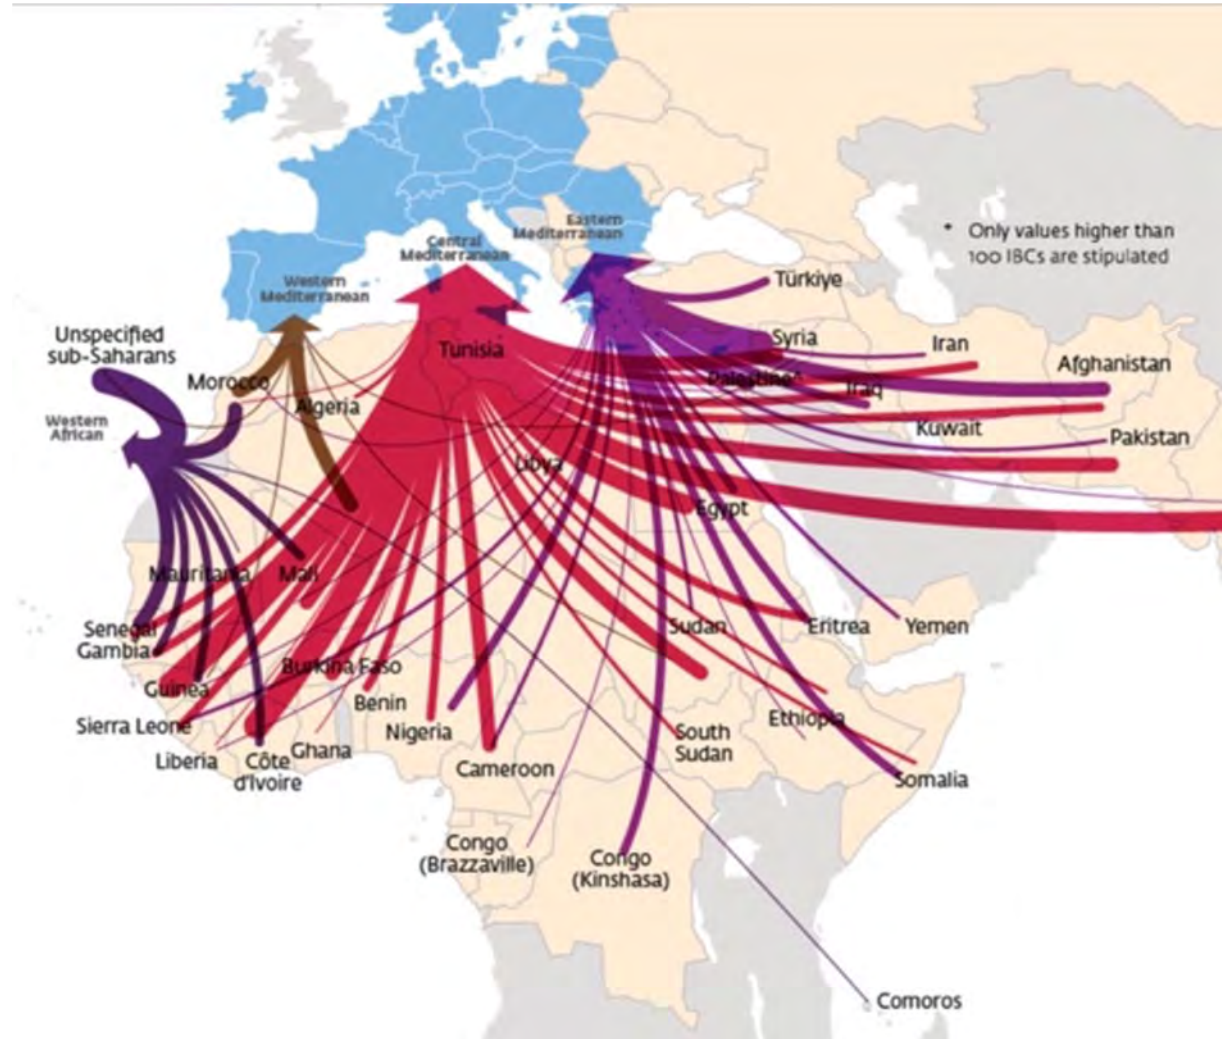 Eastern
Mediterranean
Central
Mediterranean
* Only values higher than
100 IBCs are stipulated
Western
Mediterranean
Türkiye
Unspecified
sub-Saharans
Syria
Iran
Tunisia
Afghanistan
Morocco
Palestine*
Iraq
Algeria
Western
African
Kuwait
Pakistan
Libya
Egypt
Mauritania
Mali
Senegal
Gambia
Sudan
Eritrea
Yemen
Burkina Faso
Guinea
Benin
Sierra Leone
Nigeria
Ethiopia
South
Sudan
Liberia
Côte
d'Ivoire
Ghana
Cameroon
Somalia
Congo
(Brazzaville)
Congo
(Kinshasa)
Comoros